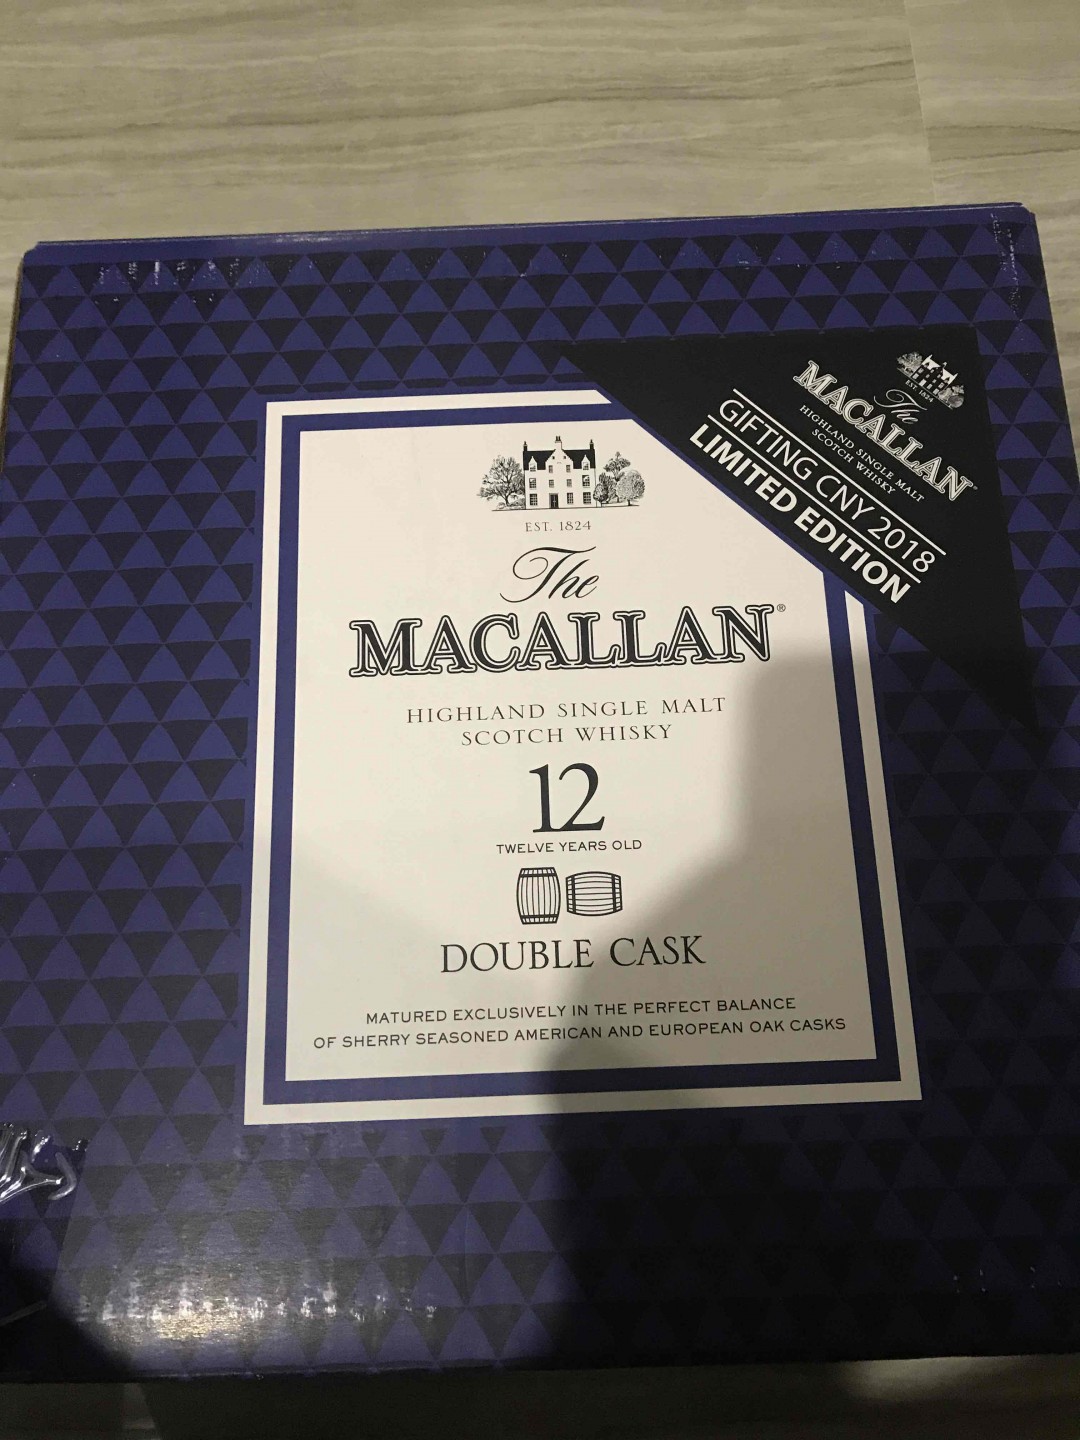 EST. 1824
The
MACALLAN
HIGHLAND SINGLE MALT
SCOTCH WHISKY
GIFTING CNY 2018
LIMITED EDITION
EST. 1824
The
MACALLAN®
HIGHLAND SINGLE MALT
SCOTCH WHISKY
12
TWELVE YEARS OLD
DOUBLE CASK
MATURED EXCLUSIVELY IN THE PERFECT BALANCE
OF SHERRY SEASONED AMERICAN AND EUROPEAN OAK CASKS